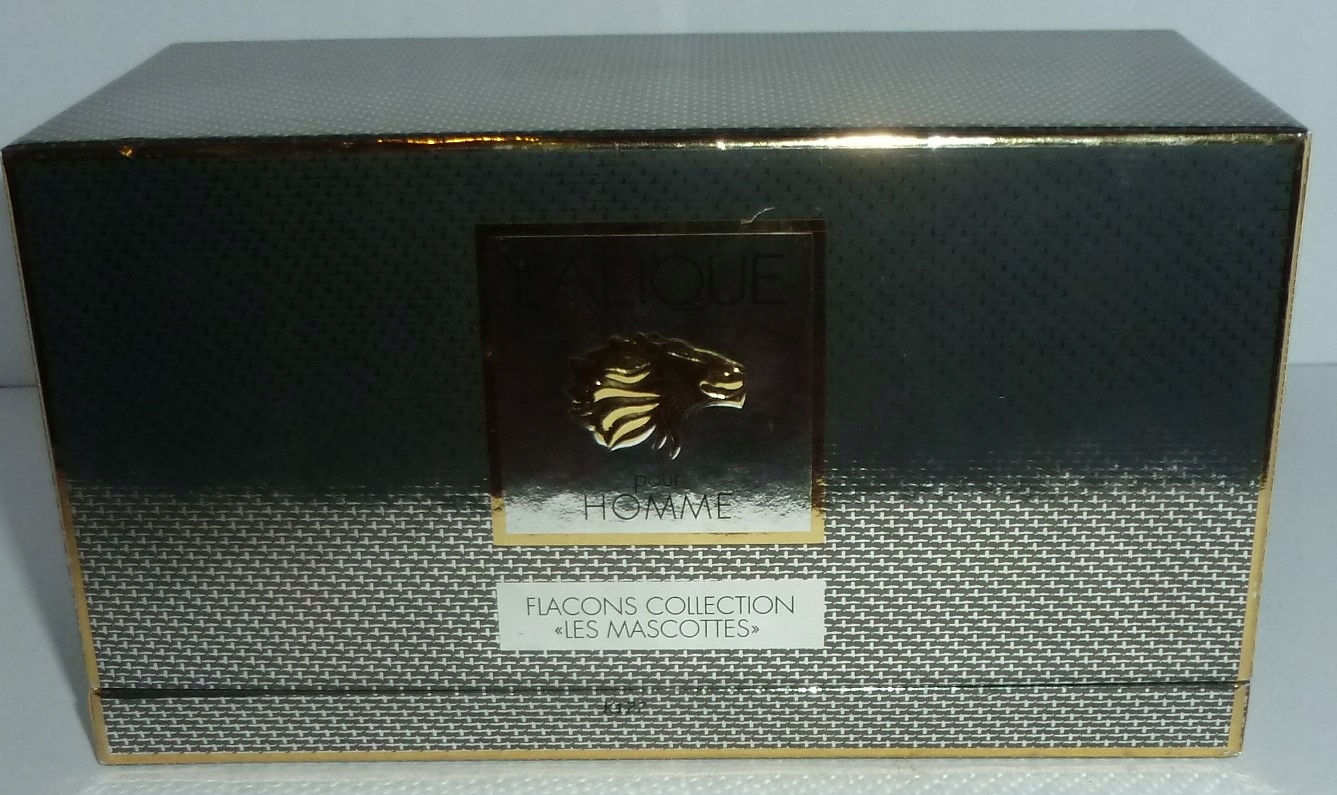 LALIQUE
pour
HOMME
FLACONS COLLECTION
«LES MASCOTTES»